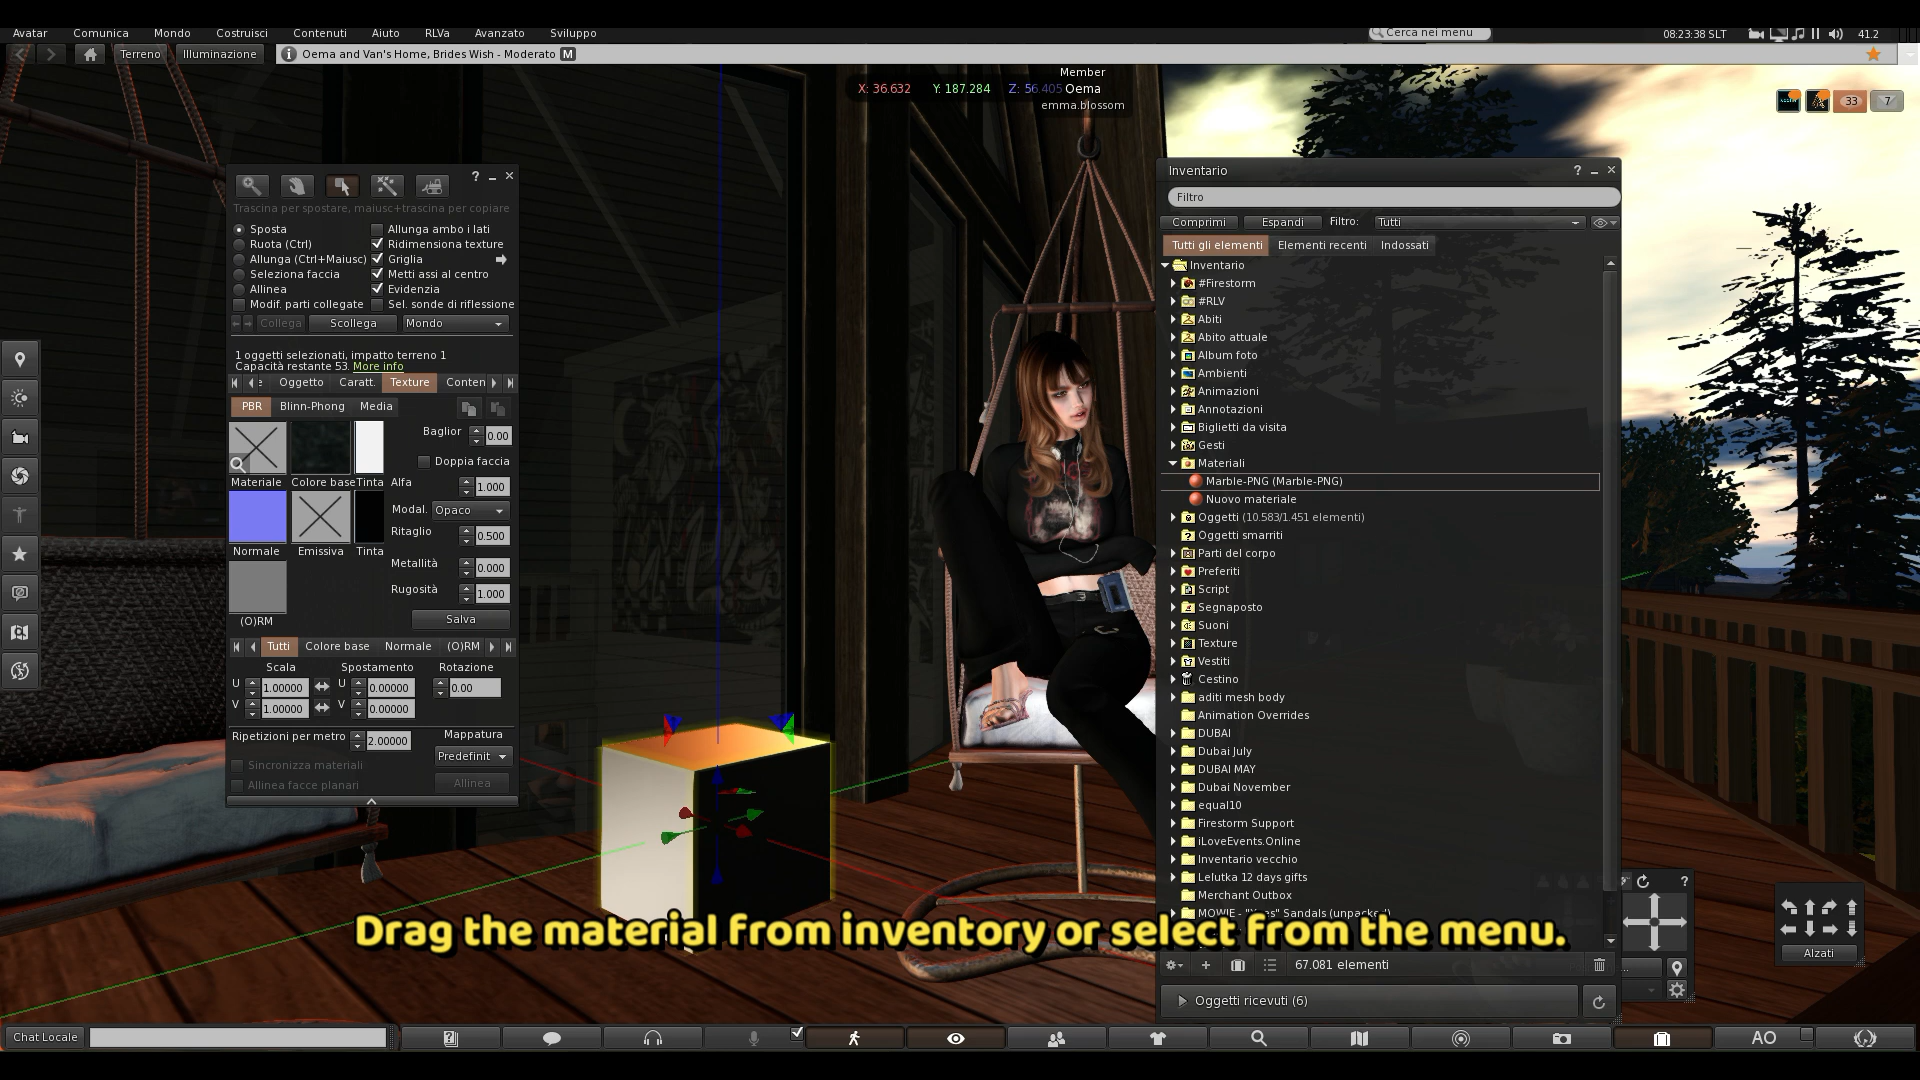 Avatar Comunica Mondo Costruisci Contenuti Aiuto RLVa Avanzato Sviluppo
Cerca nei menu
08:23:38 SLT
41.2
Terreno Illuminazione Oema and Van's Home, Brides Wish - Moderato M
Member
X: 36.632 Y: 187.284 Z: 56.405 Oema
emma.blossom
33 7
Trascina per spostare, maiusc+trascina per copiare
Sposta Allunga ambo i lati
Ruota (Ctrl) Ridimensiona texture
Allunga (Ctrl+Maiusc) Griglia
Seleziona faccia Metti assi al centro
Allinea Evidenzia
Modif. parti collegate Sel. sonde di riflessione
Collega Scollega Mondo
1 oggetti selezionati, impatto terreno 1
Capacità restante 53. More info
Oggetto Caratt. Texture Conten
PBR Blinn-Phong Media
Baglior 0.00
Doppia faccia
Materiale Colore base Tinta Alfa 1.000
Modal. Opaco
Ritaglio 0.500
Normale Emissiva Tinta
Metallità 0.000
Rugosità 1.000
(O)RM Salva
Tutti Colore base Normale (O)RM
Scala Spostamento Rotazione
U 1.00000 U 0.00000 0.00
V 1.00000 V 0.00000
Ripetizioni per metro 2.00000 Mappatura
Predefinit
Sincronizza materiali
Allinea facce planari Allinea
Inventario ?
Filtro
Comprimi Espandi Filtro: Tutti
Tutti gli elementi Elementi recenti Indossati
Inventario
#Firestorm
#RLV
Abiti
Abito attuale
Album foto
Ambienti
Animazioni
Annotazioni
Biglietti da visita
Gesti
Materiali
Marble-PNG (Marble-PNG)
Nuovo materiale
Oggetti (10.583/1.451 elementi)
Oggetti smarriti
Parti del corpo
Preferiti
Script
Segnaposto
Suoni
Texture
Vestiti
Cestino
aditi mesh body
Animation Overrides
DUBAI
Dubai July
DUBAI MAY
Dubai November
equal10
Firestorm Support
iLoveEvents.Online
Inventario vecchio
Lelutka 12 days gifts
Merchant Outbox
MOWIE - Sandals
67.081 elementi
Oggetti ricevuti (6)
Alzati
Drag the material from inventory or select from the menu.
Chat Locale
AO